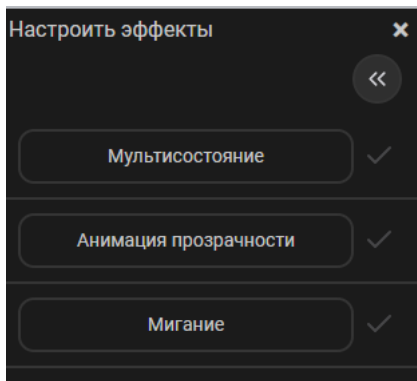 Настроить эффекты
Мультисостояние
Анимация прозрачности
Мигание